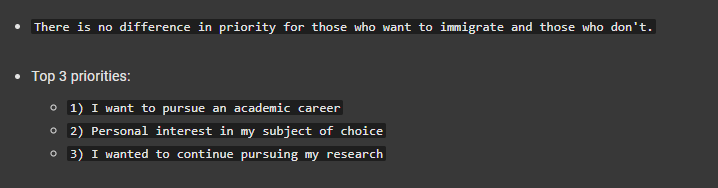 There is no difference in priority for those who want to immigrate and those who don't.
Top 3 priorities:
1) I want to pursue an academic career
2) Personal interest in my subject of choice
3) I wanted to continue pursuing my research